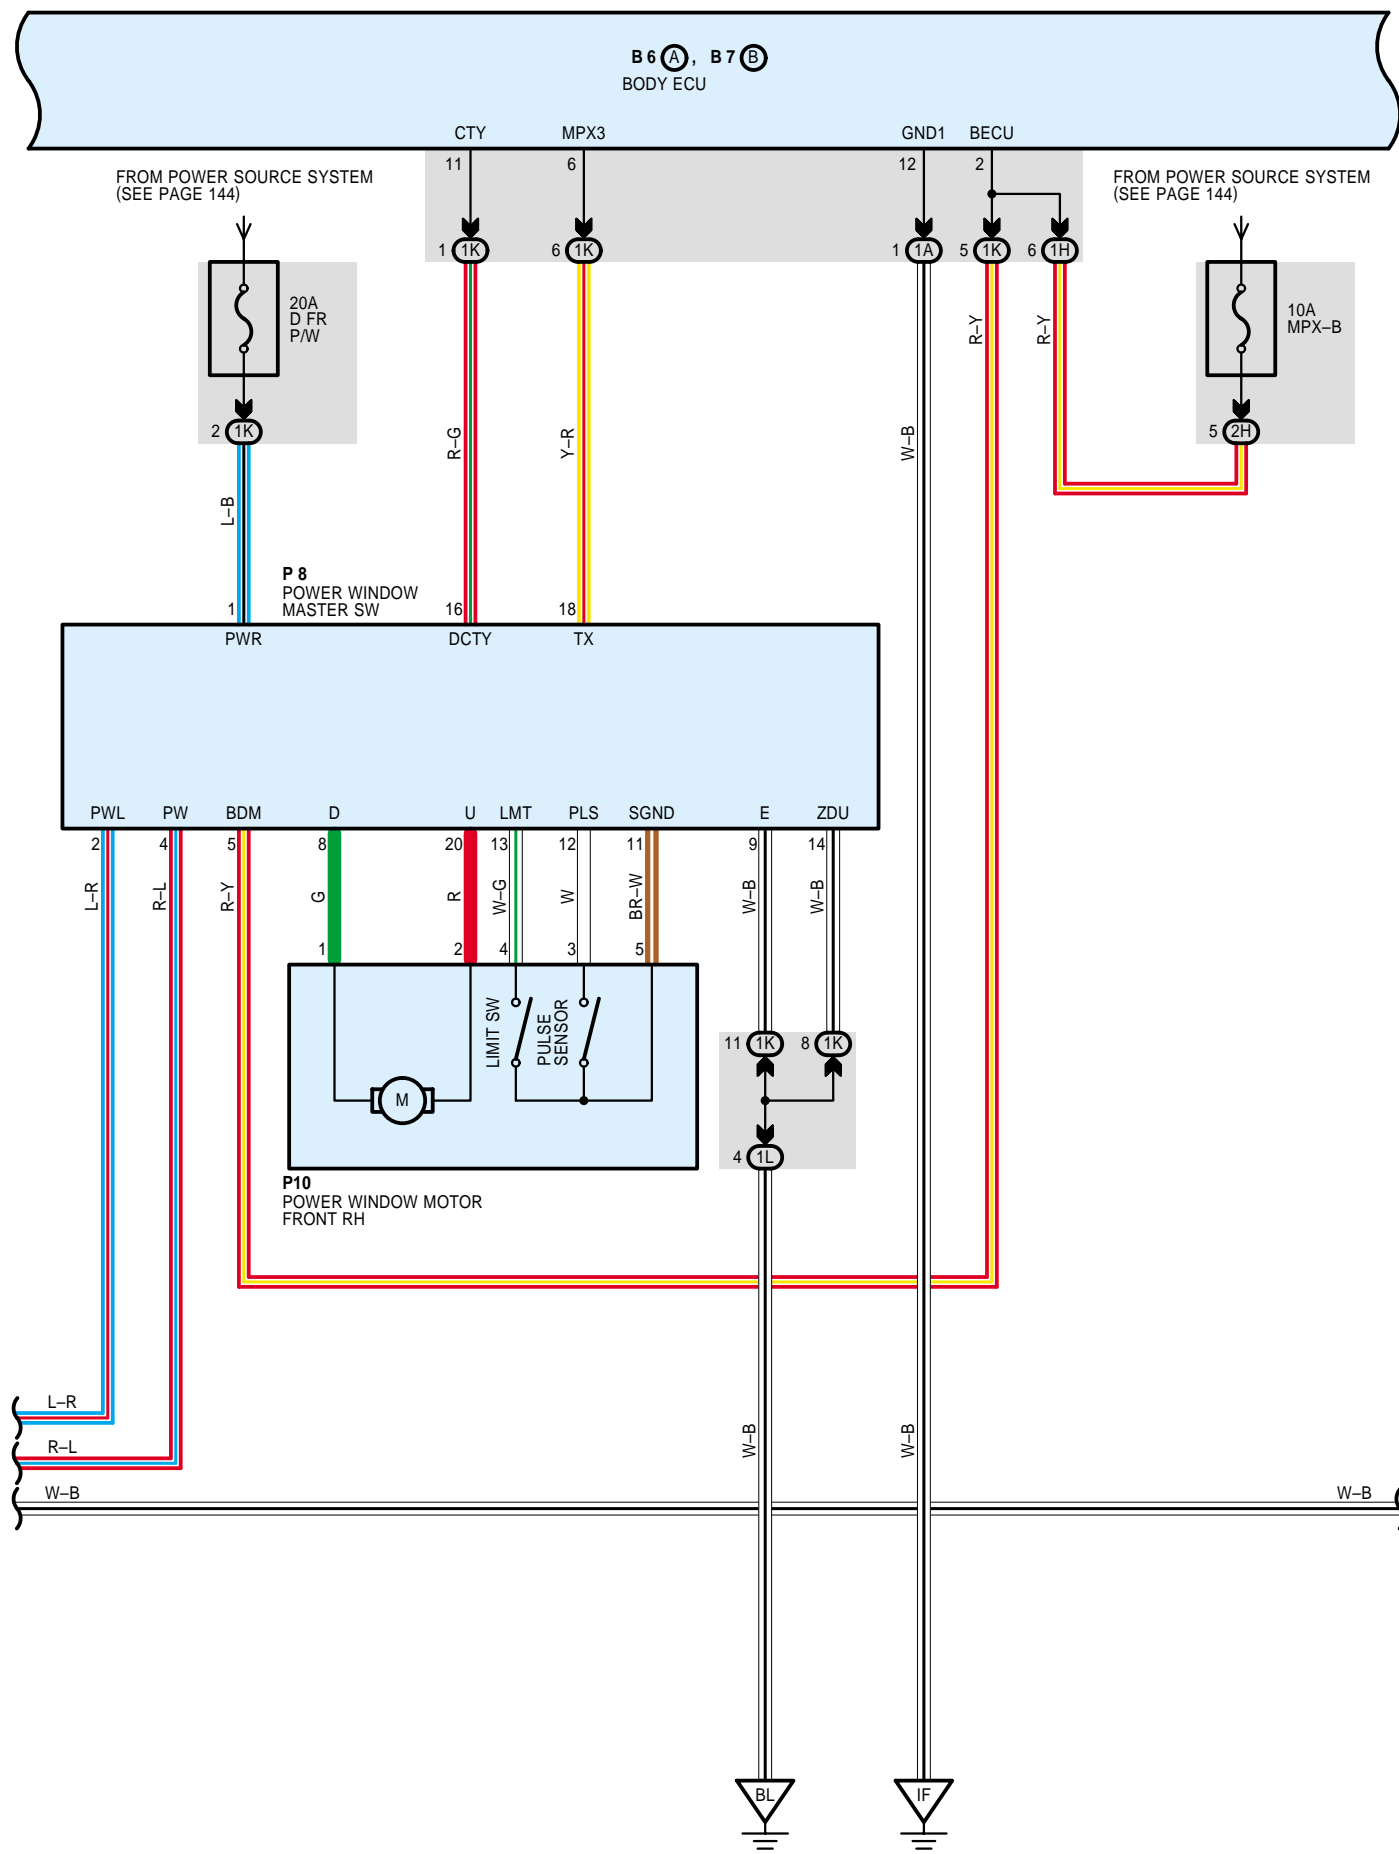 B 6 A , B 7 B
BODY ECU
CTY MPX3 GND1 BECU
11 6 12 2
FROM POWER SOURCE SYSTEM
(SEE PAGE 144)
FROM POWER SOURCE SYSTEM
(SEE PAGE 144)
1 1K 6 1K 1 1A 5 1K 6 1H
20A
D FR
P/W
10A
MPX–B
R–Y R–Y
2 1K
5 2H
R–G Y–R W–B
L–B
P 8
POWER WINDOW
MASTER SW
1 16 18
PWR DCTY TX
PWL PW BDM D U LMT PLS SGND E ZDU
2 4 5 8 20 13 12 11 9 14
L–R R–L R–Y G R W–G W BR–W W–B W–B
1 2 4 3 5
LIMIT SW
PULSE
SENSOR
11 1K 8 1K
M
4 1L
P10
POWER WINDOW MOTOR
FRONT RH
L–R
R–L
W–B W–B
W–B W–B
BL IF